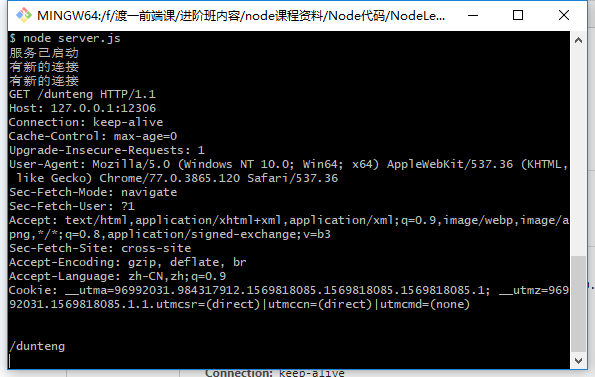 MINGW64:/f/渡一前端课/进阶班内容/node课程资料/Node代码/NodeLe...
$ node server.js
服务已启动
有新的连接
有新的连接
GET /dunteng HTTP/1.1
Host: 127.0.0.1:12306
Connection: keep-alive
Cache-Control: max-age=0
Upgrade-Insecure-Requests: 1
User-Agent: Mozilla/5.0 (Windows NT 10.0; Win64; x64) AppleWebKit/537.36 (KHTML,
 like Gecko) Chrome/77.0.3865.120 Safari/537.36
Sec-Fetch-Mode: navigate
Sec-Fetch-User: ?1
Accept: text/html,application/xhtml+xml,application/xml;q=0.9,image/webp,image/a
png,*/*;q=0.8,application/signed-exchange;v=b3
Sec-Fetch-Site: cross-site
Accept-Encoding: gzip, deflate, br
Accept-Language: zh-CN,zh;q=0.9
Cookie: __utma=96992031.984317912.1569818085.1569818085.1569818085.1; __utmz=969
92031.1569818085.1.1.utmcsr=(direct)|utmccn=(direct)|utmcmd=(none)
/dunteng
Connection: keep-alive